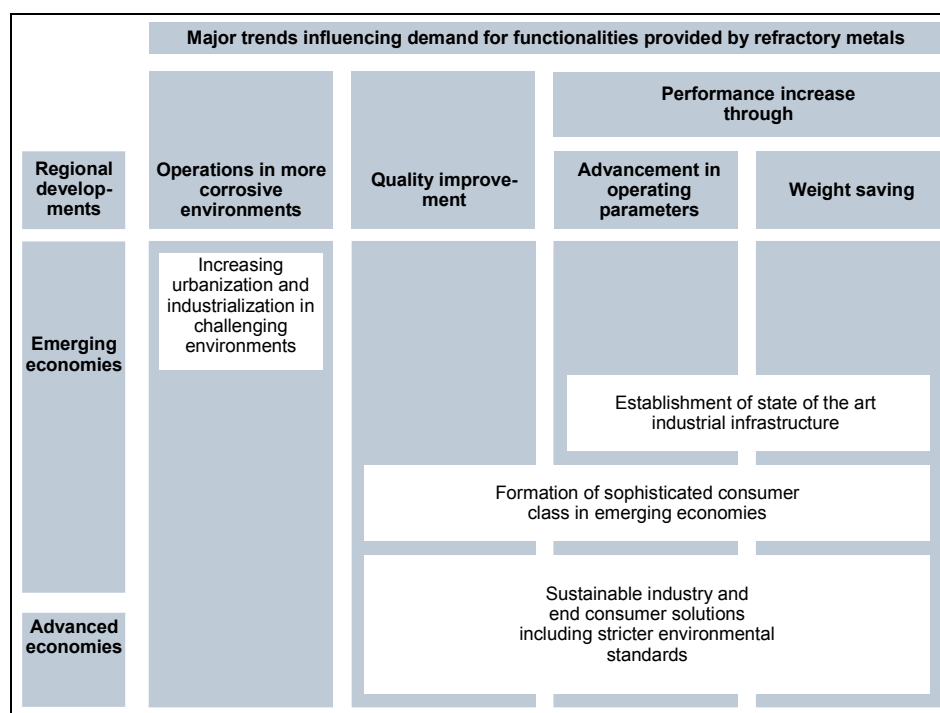 Major trends influencing demand for functionalities provided by refractory metals
Performance increase
through
Regional
develop-
ments
Operations in more
corrosive
environments
Quality improve-
ment
Advancement in
operating
parameters
Weight saving
Emerging
economies
Increasing
urbanization and
industrialization in
challenging
environments
Establishment of state of the art
industrial infrastructure
Formation of sophisticated consumer
class in emerging economies
Advanced
economies
Sustainable industry and
end consumer solutions
including stricter environmental
standards